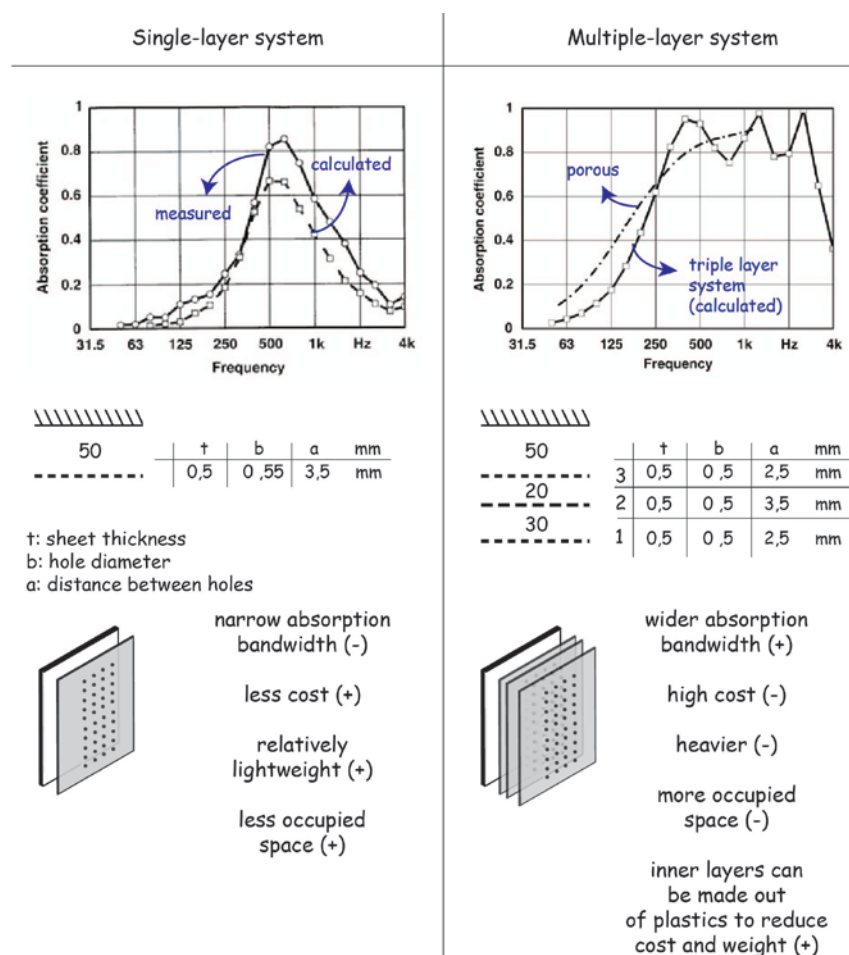 Single-layer system
Multiple-layer system
1
0.8
0.6
0.4
0.2
0
Absorption coefficient
measured
calculated
31.5 63 125 250 500 1k Hz 4k
Frequency
1
0.8
0.6
0.4
0.2
0
Absorption coefficient
porous
triple layer
system
(calculated)
31.5 63 125 250 500 1k Hz 4k
Frequency
50
t b a mm
0,5 0,55 3,5 mm
t: sheet thickness
b: hole diameter
a: distance between holes
50
20
30
t b a mm
3 0,5 0,5 2,5 mm
2 0,5 0,5 3,5 mm
1 0,5 0,5 2,5 mm
narrow absorption
bandwidth (-)
less cost (+)
relatively
lightweight (+)
less occupied
space (+)
wider absorption
bandwidth (+)
high cost (-)
heavier (-)
more occupied
space (-)
inner layers can
be made out
of plastics to reduce
cost and weight (+)